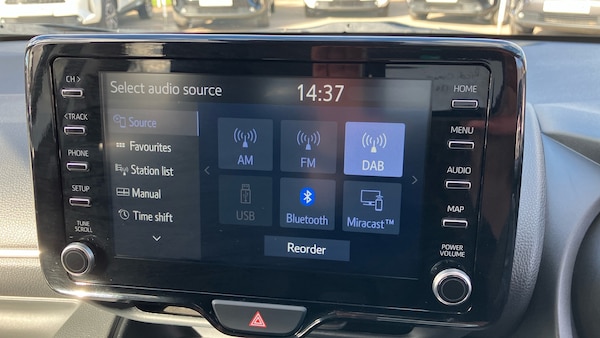 CH >
< TRACK
PHONE
SETUP
TUNE
SCROLL
Select audio source 14:37
Source
Favourites
Station list
Manual
Time shift
AM FM DAB
USB Bluetooth Miracast™
Reorder
HOME
MENU
AUDIO
MAP
POWER
VOLUME